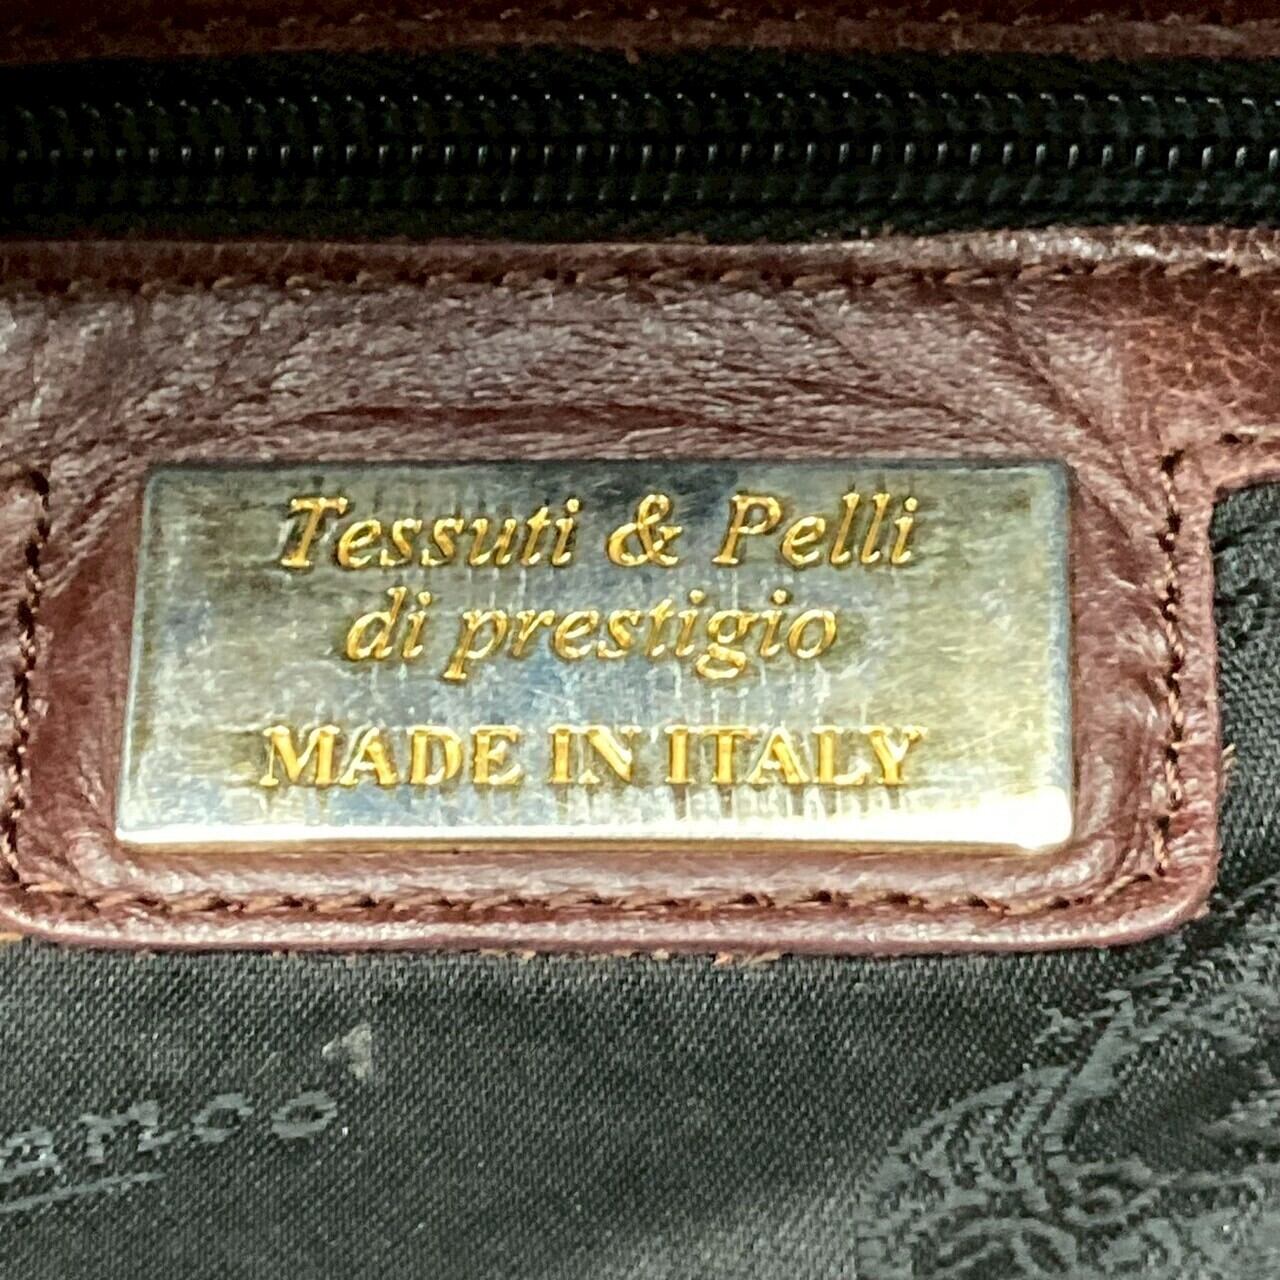 Tessuti & Pelli
di prestigio
MADE IN ITALY